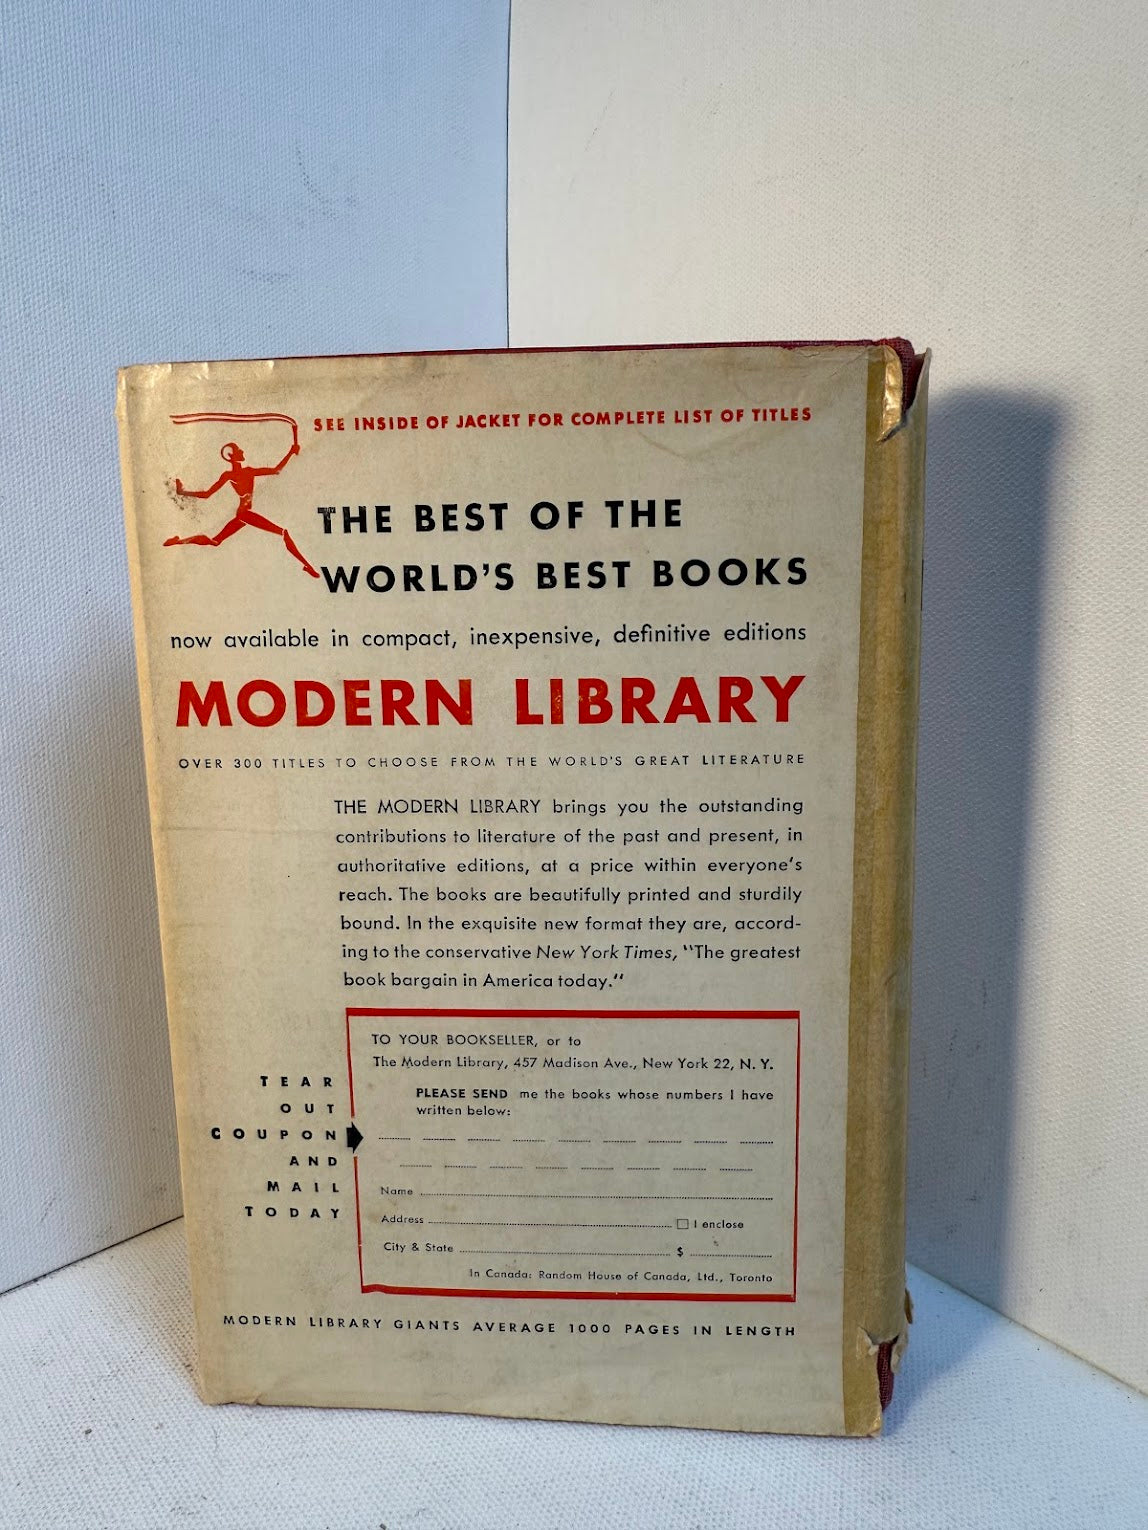 SEE INSIDE OF JACKET FOR COMPLETE LIST OF TITLES
THE BEST OF THE
WORLD'S BEST BOOKS
now available in compact, inexpensive, definitive editions
MODERN LIBRARY
OVER 300 TITLES TO CHOOSE FROM THE WORLD'S GREAT LITERATURE
THE MODERN LIBRARY brings you the outstanding
contributions to literature of the past and present, in
authoritative editions, at a price within everyone's
reach. The books are beautifully printed and sturdily
bound. In the exquisite new format they are, accord-
ing to the conservative New York Times, "The greatest
book bargain in America today."
TEAR
OUT
COUPON
AND
MAIL
TODAY
TO YOUR BOOKSELLER, or to
The Modern Library, 457 Madison Ave., New York 22, N. Y.
PLEASE SEND me the books whose numbers I have
written below:
Name
Address I enclose
City & State $
In Canada: Random House of Canada, Ltd., Toronto
MODERN LIBRARY GIANTS AVERAGE 1000 PAGES IN LENGTH